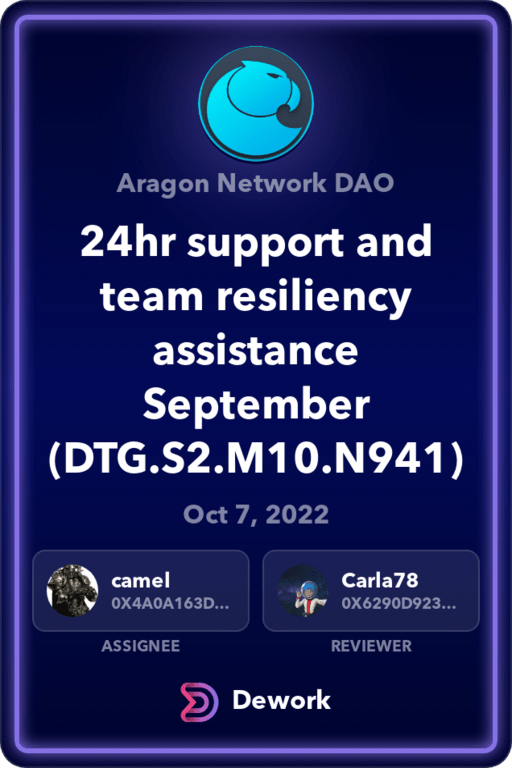 Aragon Network DAO
24hr support and
team resiliency
assistance
September
(DTG.S2.M10.N941)
Oct 7, 2022
camel
0X4A0A163D...
ASSIGNEE
Carla78
0X6290D923...
REVIEWER
Dework